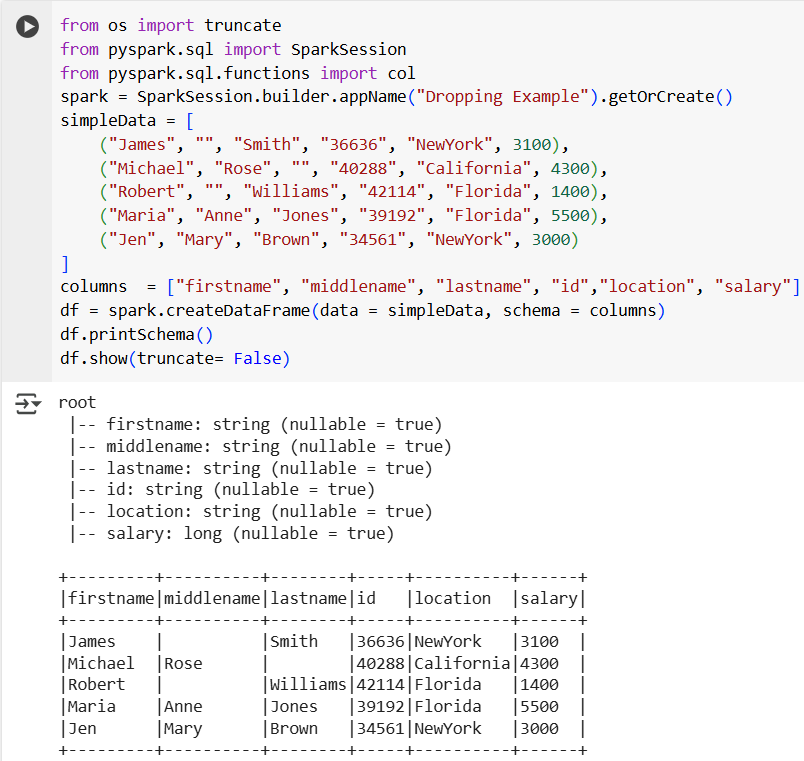 from os import truncate
from pyspark.sql import SparkSession
from pyspark.sql.functions import col
spark = SparkSession.builder.appName("Dropping Example").getOrCreate()
simpleData = [
    ("James", "", "Smith", "36636", "NewYork", 3100),
    ("Michael", "Rose", "", "40288", "California", 4300),
    ("Robert", "", "Williams", "42114", "Florida", 1400),
    ("Maria", "Anne", "Jones", "39192", "Florida", 5500),
    ("Jen", "Mary", "Brown", "34561", "NewYork", 3000)
]
columns  = ["firstname", "middlename", "lastname", "id","location", "salary"]
df = spark.createDataFrame(data = simpleData, schema = columns)
df.printSchema()
df.show(truncate= False)
root
 |-- firstname: string (nullable = true)
 |-- middlename: string (nullable = true)
 |-- lastname: string (nullable = true)
 |-- id: string (nullable = true)
 |-- location: string (nullable = true)
 |-- salary: long (nullable = true)

+---------+----------+--------+-----+----------+------+
|firstname|middlename|lastname|id   |location  |salary|
+---------+----------+--------+-----+----------+------+
|James    |          |Smith   |36636|NewYork   |3100  |
|Michael  |Rose      |        |40288|California|4300  |
|Robert   |          |Williams|42114|Florida   |1400  |
|Maria    |Anne      |Jones   |39192|Florida   |5500  |
|Jen      |Mary      |Brown   |34561|NewYork   |3000  |
+---------+----------+--------+-----+----------+------+